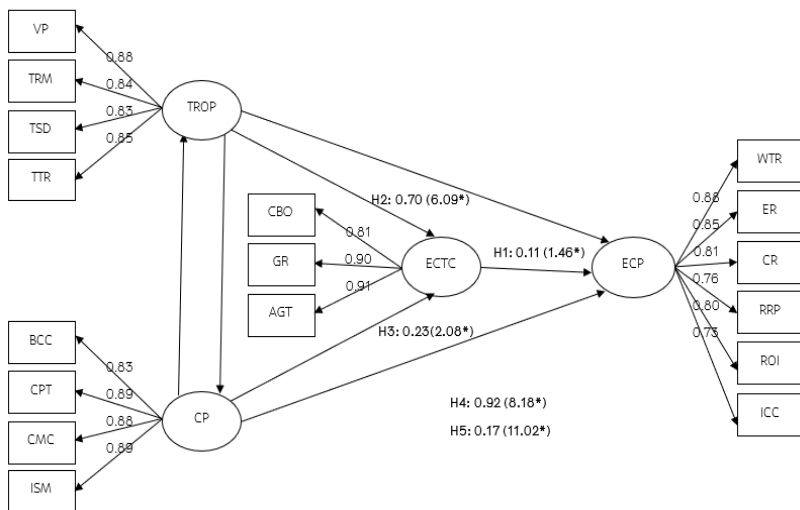 VP
0.88
TRM
0.84
TSD
0.83
TTR
0.85
TROP
CBO
0.81
GR
0.90
AGT
0.91
H2: 0.70 (6.09*)
ECTC
H1: 0.11 (1.46*)
ECP
H3: 0.23(2.08*)
WTR
0.88
ER
0.85
CR
0.81
RRP
0.76
ROI
0.80
ICC
0.73
BCC
0.83
CPT
0.89
CMC
0.88
ISM
0.89
CP
H4: 0.92 (8.18*)
H5: 0.17 (11.02*)